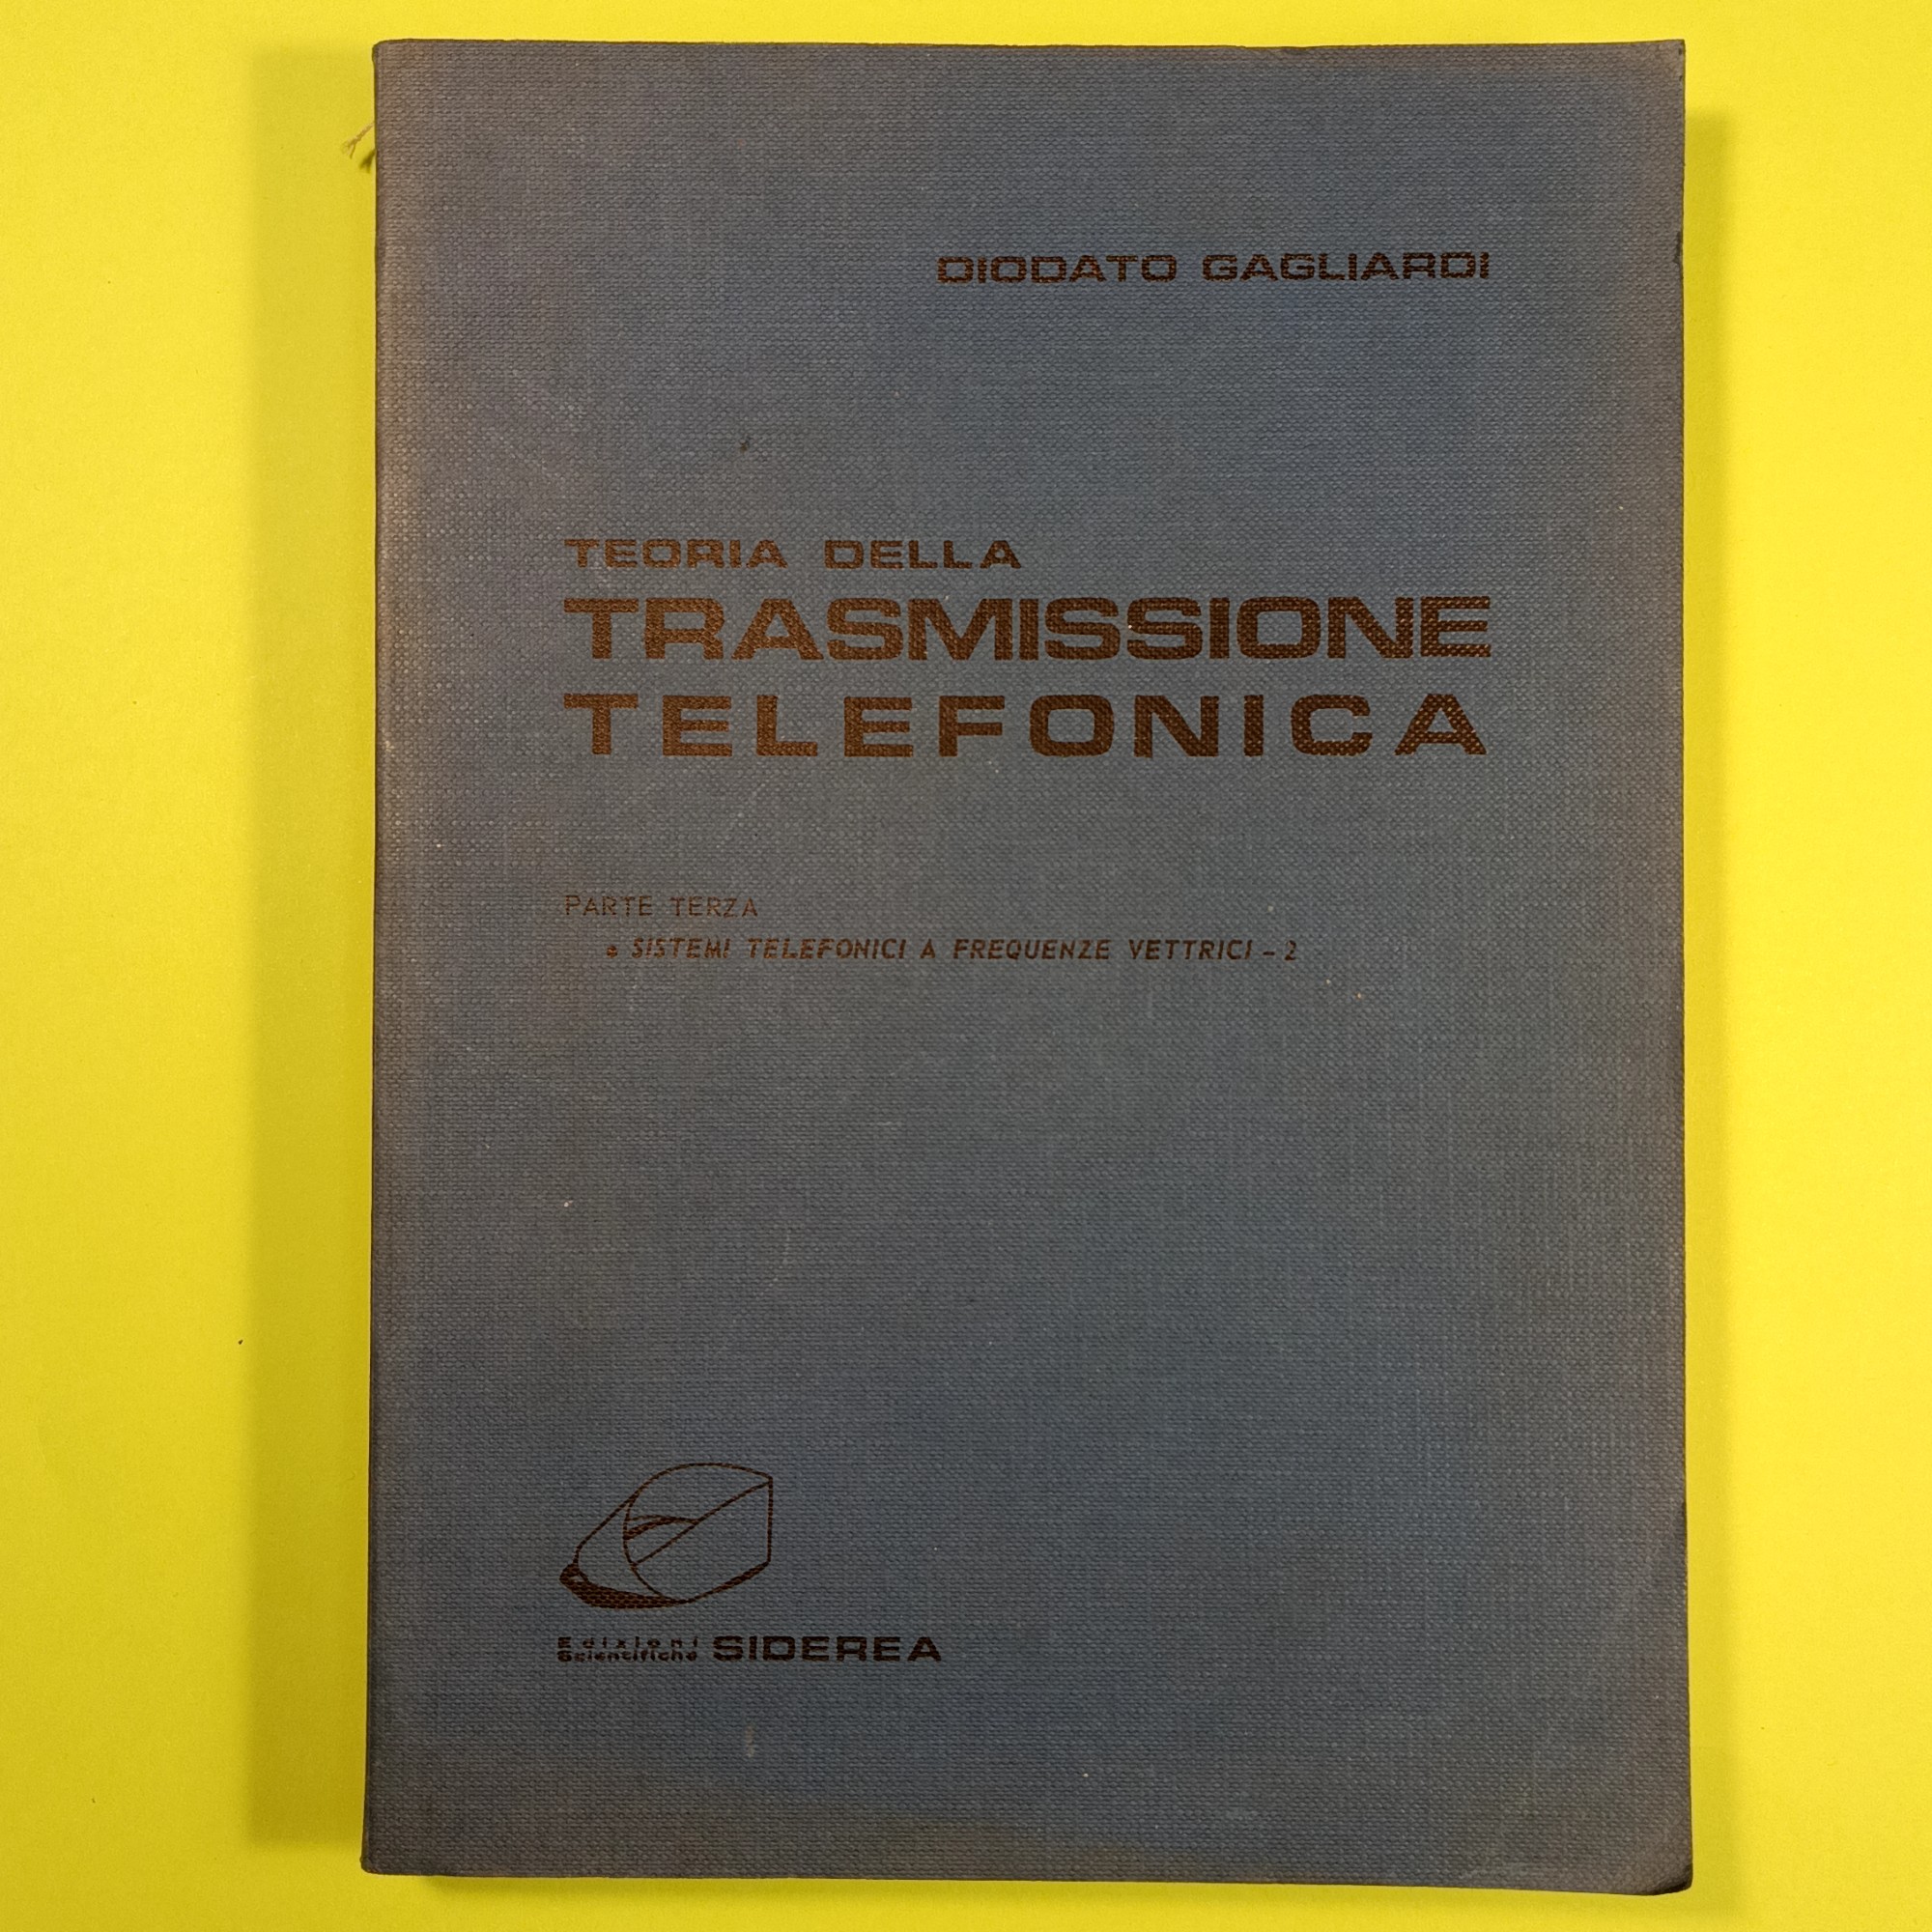 DIODATO GAGLIARDI
TEORIA DELLA
TRASMISSIONE
TELEFONICA
PARTE TERZA
• SISTEMI TELEFONICI A FREQUENZE VETTRICI - 2
Edizioni
Scientifiche SIDEREA